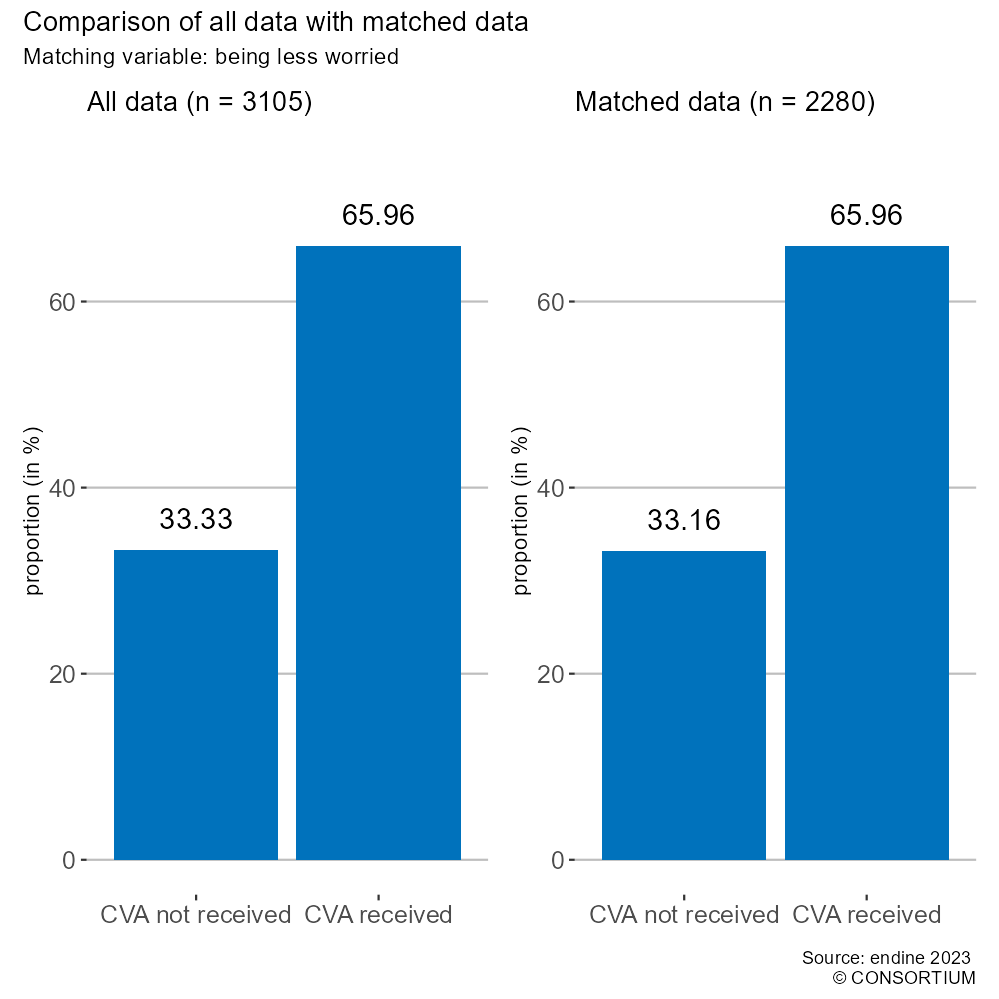 Comparison of all data with matched data
Matching variable: being less worried
All data (n = 3105)
65.96
60
40
33.33
20
0
proportion (in %)
CVA not received
CVA received
Matched data (n = 2280)
65.96
60
40
33.16
20
0
proportion (in %)
CVA not received
CVA received
Source: endine 2023
© CONSORTIUM